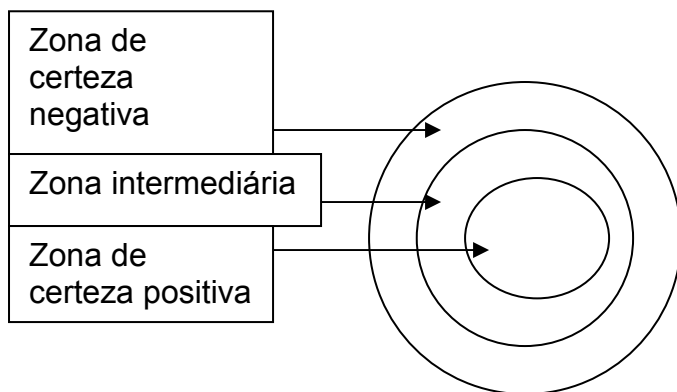 Zona de
certeza
negativa
Zona intermediária
Zona de
certeza positiva